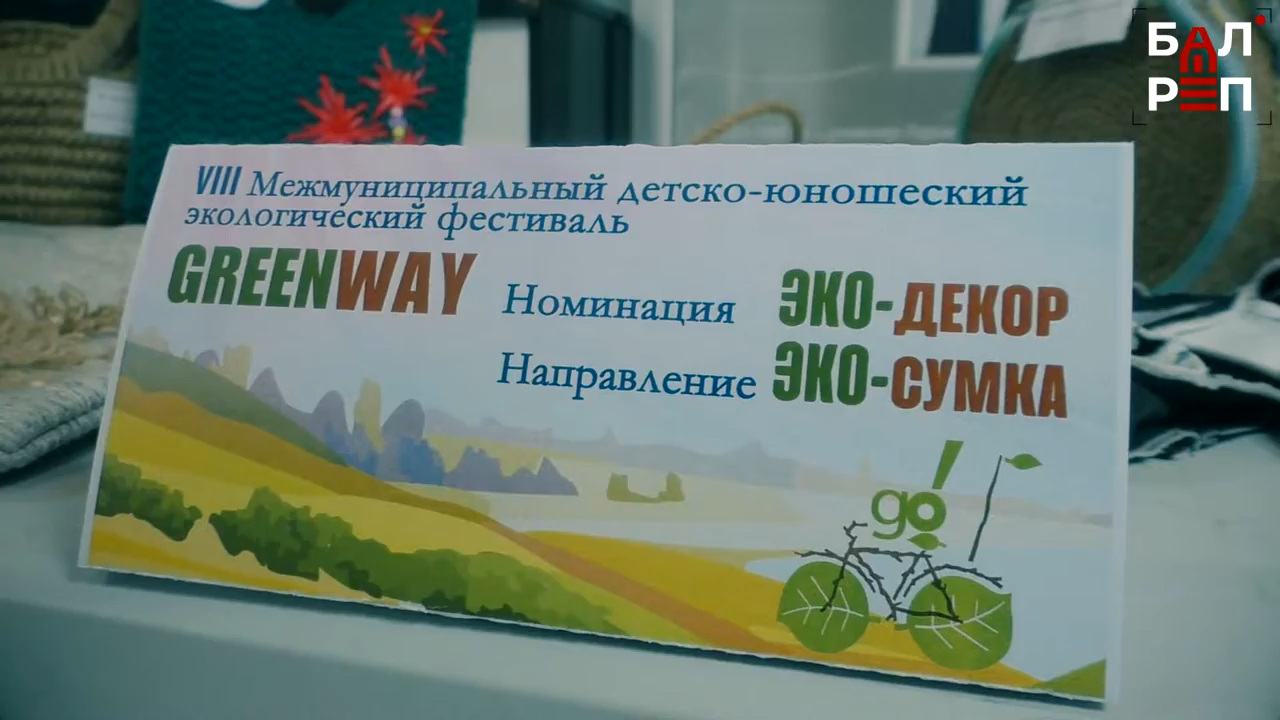 БАЛ
РЕП
VIII Межмуниципальный детско-юношеский
экологический фестиваль
GREENWAY
Номинация ЭКО-ДЕКОР
Направление ЭКО-СУМКА
go!